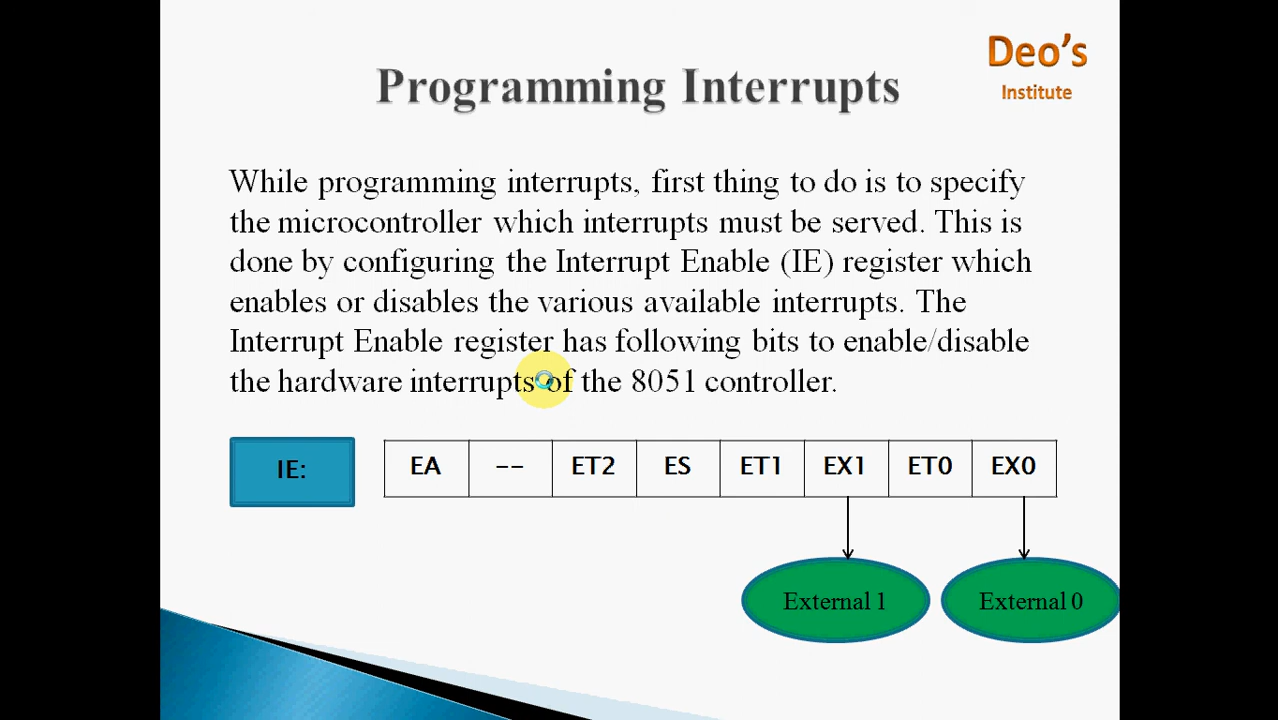 Deo's
Institute
Programming Interrupts
While programming interrupts, first thing to do is to specify
the microcontroller which interrupts must be served. This is
done by configuring the Interrupt Enable (IE) register which
enables or disables the various available interrupts. The
Interrupt Enable register has following bits to enable/disable
the hardware interrupts of the 8051 controller.
IE: EA -- ET2 ES ET1 EX1 ET0 EX0
External 1 External 0